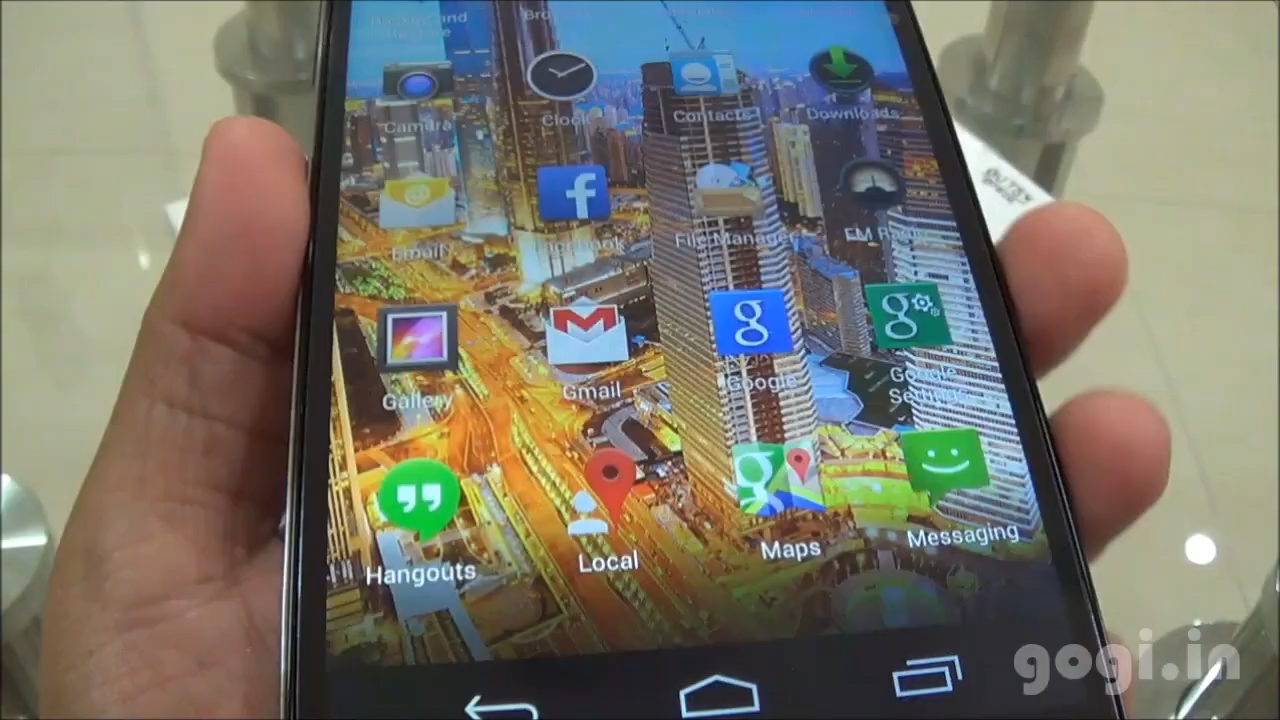 Camera
Clock
Contacts
Downloads
Email
Facebook
File Manager
FM Radio
Gallery
Gmail
Google
Google
Settings
Hangouts
Local
Maps
Messaging
gogi.in